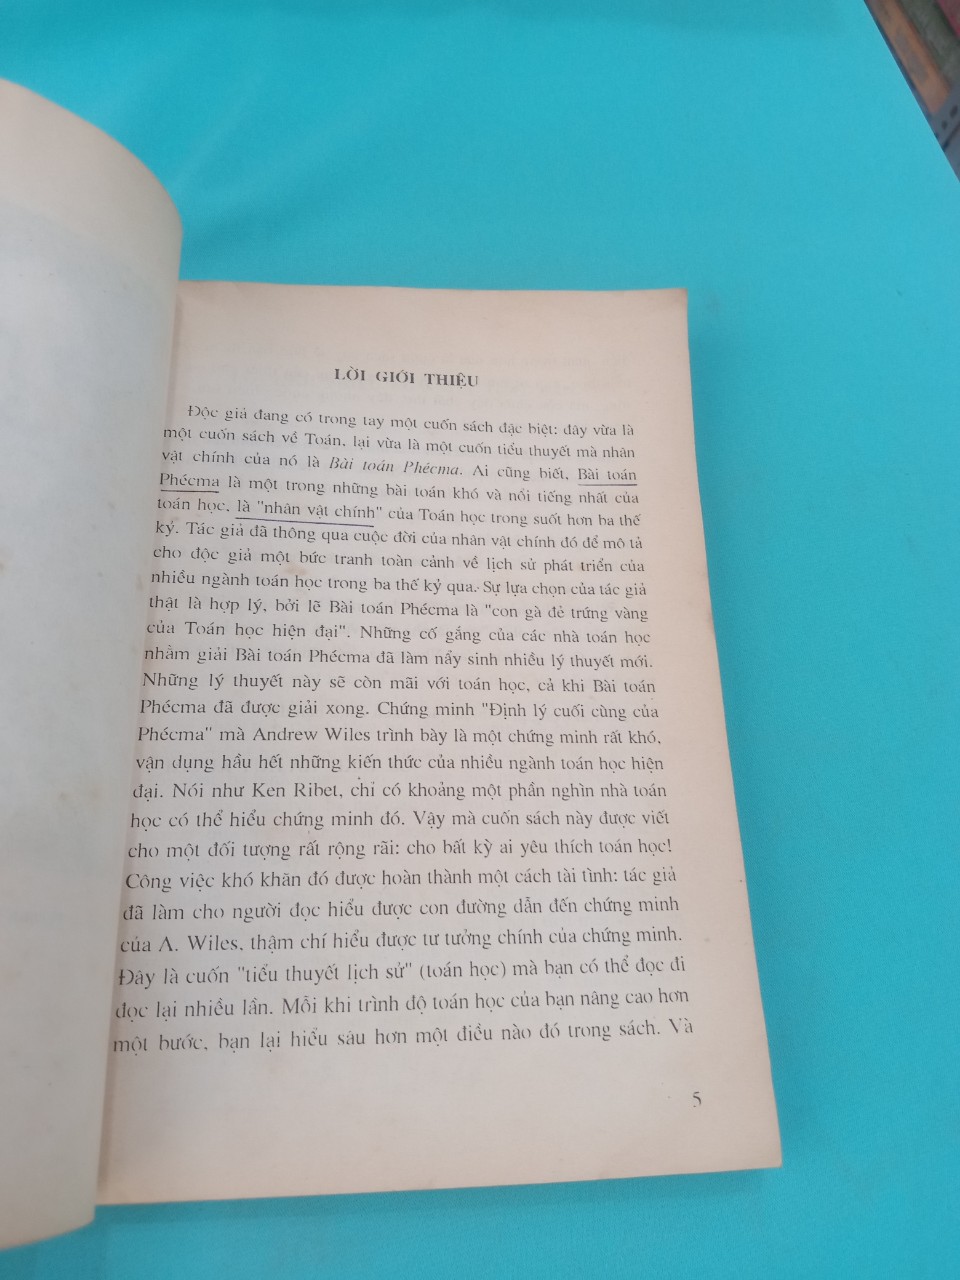 LỜI GIỚI THIỆU
Độc giả đang có trong tay một cuốn sách đặc biệt: đây vừa là
một cuốn sách về Toán, lại vừa là một cuốn tiểu thuyết mà nhân
vật chính của nó là Bài toán Phécma. Ai cũng biết, Bài toán
Phécma là một trong những bài toán khó và nổi tiếng nhất của
toán học, là "nhân vật chính" của Toán học trong suốt hơn ba thế
kỷ. Tác giả đã thông qua cuộc đời của nhân vật chính đó để mô tả
cho độc giả một bức tranh toàn cảnh về lịch sử phát triển của
nhiều ngành toán học trong ba thế kỷ qua. Sự lựa chọn của tác giả
thật là hợp lý, bởi lẽ Bài toán Phécma là "con gà đẻ trứng vàng
của Toán học hiện đại". Những cố gắng của các nhà toán học
nhằm giải Bài toán Phécma đã làm nẩy sinh nhiều lý thuyết mới.
Những lý thuyết này sẽ còn mãi với toán học, cả khi Bài toán
Phécma đã được giải xong. Chứng minh "Định lý cuối cùng của
Phécma" mà Andrew Wiles trình bày là một chứng minh rất khó,
vận dụng hầu hết những kiến thức của nhiều ngành toán học hiện
đại. Nói như Ken Ribet, chỉ có khoảng một phần nghìn nhà toán
học có thể hiểu chứng minh đó. Vậy mà cuốn sách này được viết
cho một đối tượng rất rộng rãi: cho bất kỳ ai yêu thích toán học!
Công việc khó khăn đó được hoàn thành một cách tài tình: tác giả
đã làm cho người đọc hiểu được con đường dẫn đến chứng minh
của A. Wiles, thậm chí hiểu được tư tưởng chính của chứng minh.
Đây là cuốn "tiểu thuyết lịch sử" (toán học) mà bạn có thể đọc đi
đọc lại nhiều lần. Mỗi khi trình độ toán học của bạn nâng cao hơn
một bước, bạn lại hiểu sâu hơn một điều nào đó trong sách. Và
5